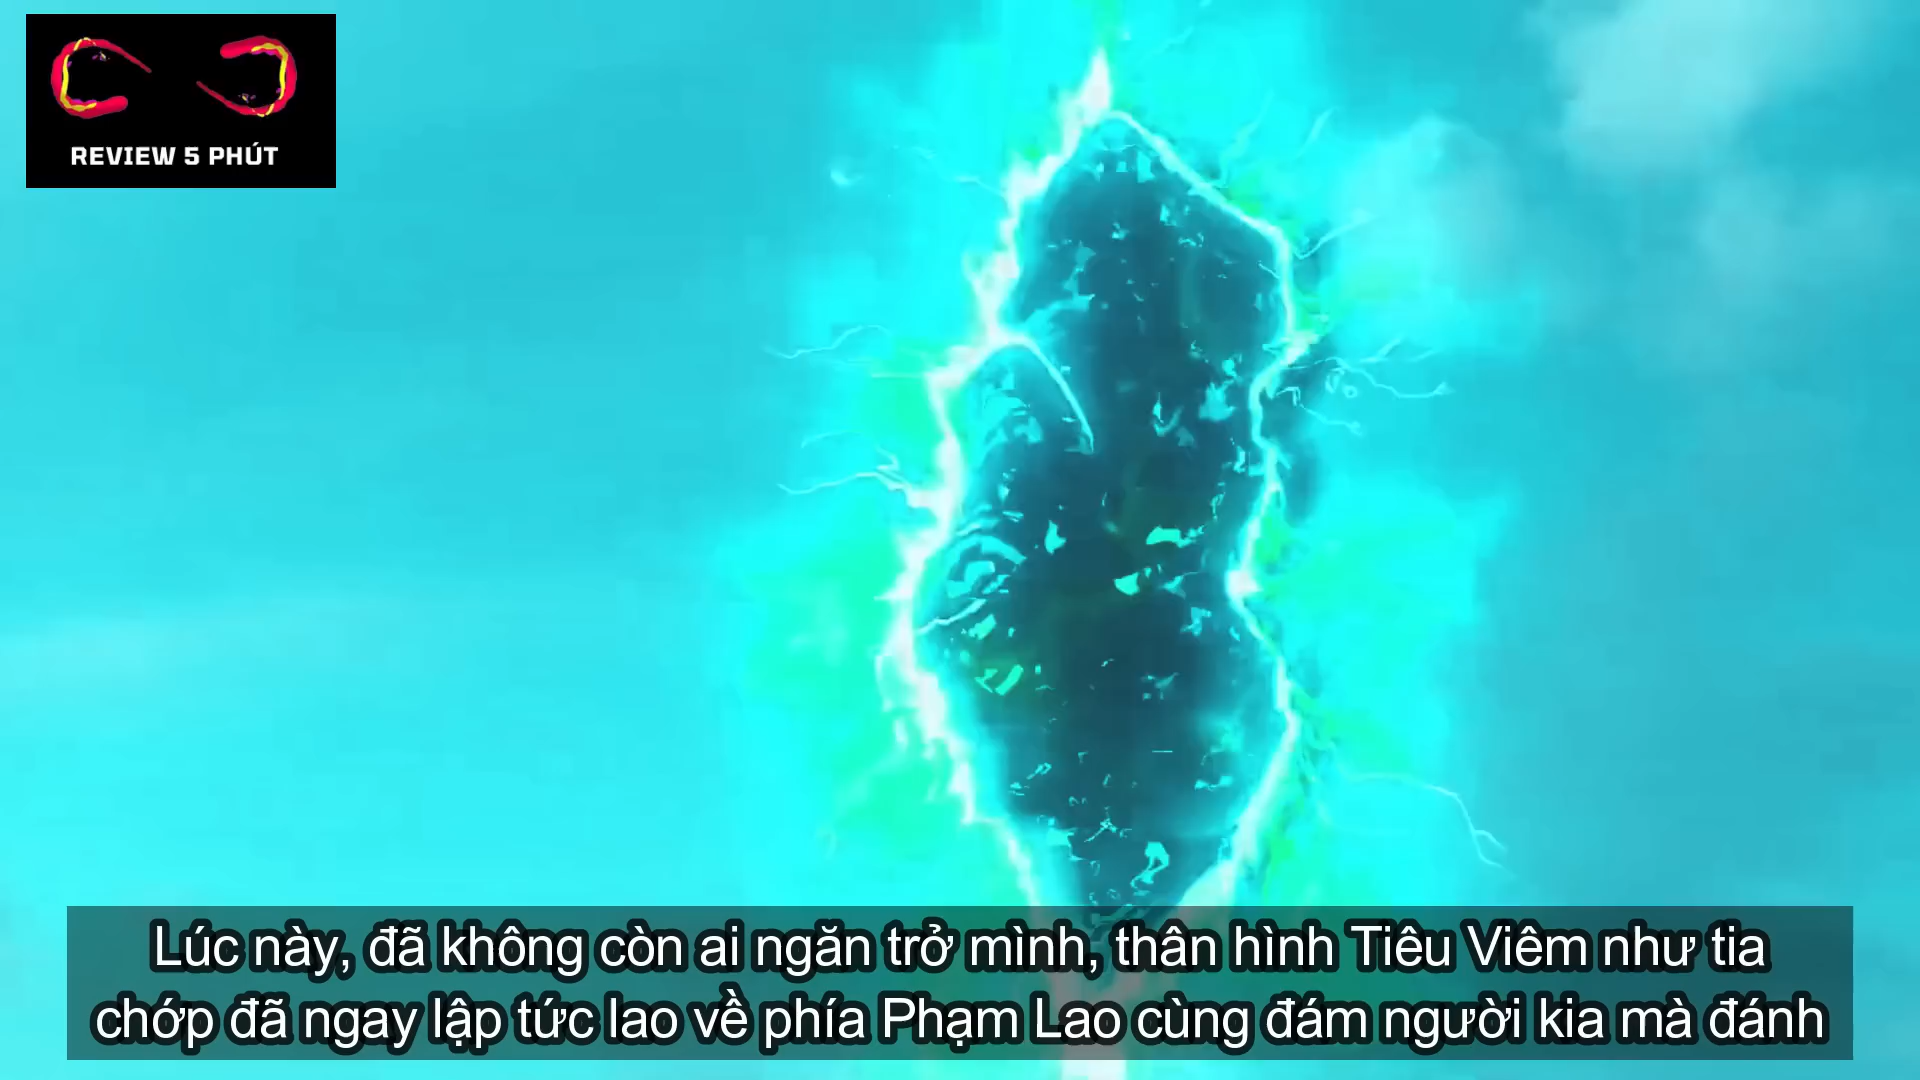 REVIEW 5 PHÚT
Lúc này, đã không còn ai ngăn trở mình, thân hình Tiêu Viêm như tia
chớp đã ngay lập tức lao về phía Phạm Lao cùng đám người kia mà đánh